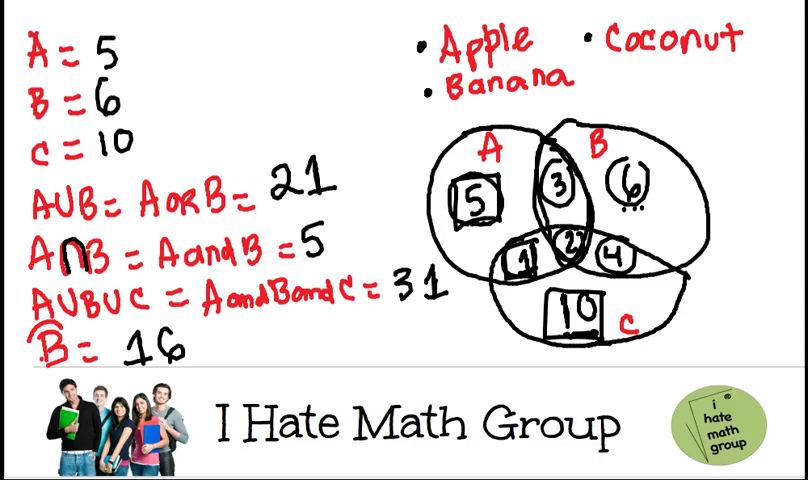 A = 5
B = 6
C = 10
AUB = A OR B = 21
A∩B = A and B = 5
AUBUC = A and B and C = 31
B̅ = 16
• Apple • Coconut
• Banana
A B
5 3 6
1 2 4
10 C
I Hate Math Group
i
hate
math
group